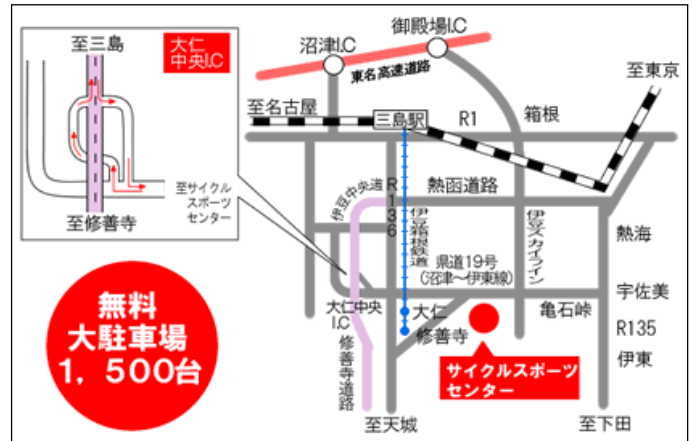 至三島
大仁
中央I.C
至サイクル
スポーツ
センター
至修善寺
無料
大駐車場
1,500台
御殿場I.C
沼津I.C
東名高速道路
至東京
至名古屋
三島駅
R1
箱根
伊豆中央道
R136
熱函道路
伊豆箱根鉄道
伊豆スカイライン
熱海
県道19号
(沼津〜伊東線)
宇佐美
大仁中央
I.C
大仁
亀石峠
修善寺
R135
修善寺道路
サイクルスポーツ
センター
伊東
至天城
至下田